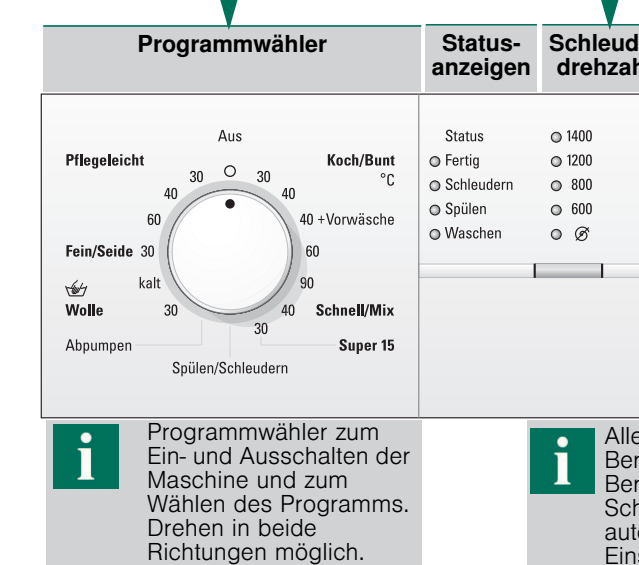 Programmwähler
Status-
anzeigen
Aus
Pflegeleicht
Koch/Bunt
°C
30
30
40
40
60
40 +Vorwäsche
Fein/Seide 30
60
kalt
90
Wolle
30
40
Schnell/Mix
30
Abpumpen
Super 15
Spülen/Schleudern
Status
Fertig
Schleudern
Spülen
Waschen
1400
1200
800
600
Programmwähler zum
Ein- und Ausschalten der
Maschine und zum
Wählen des Programms.
Drehen in beide
Richtungen möglich.
i
i